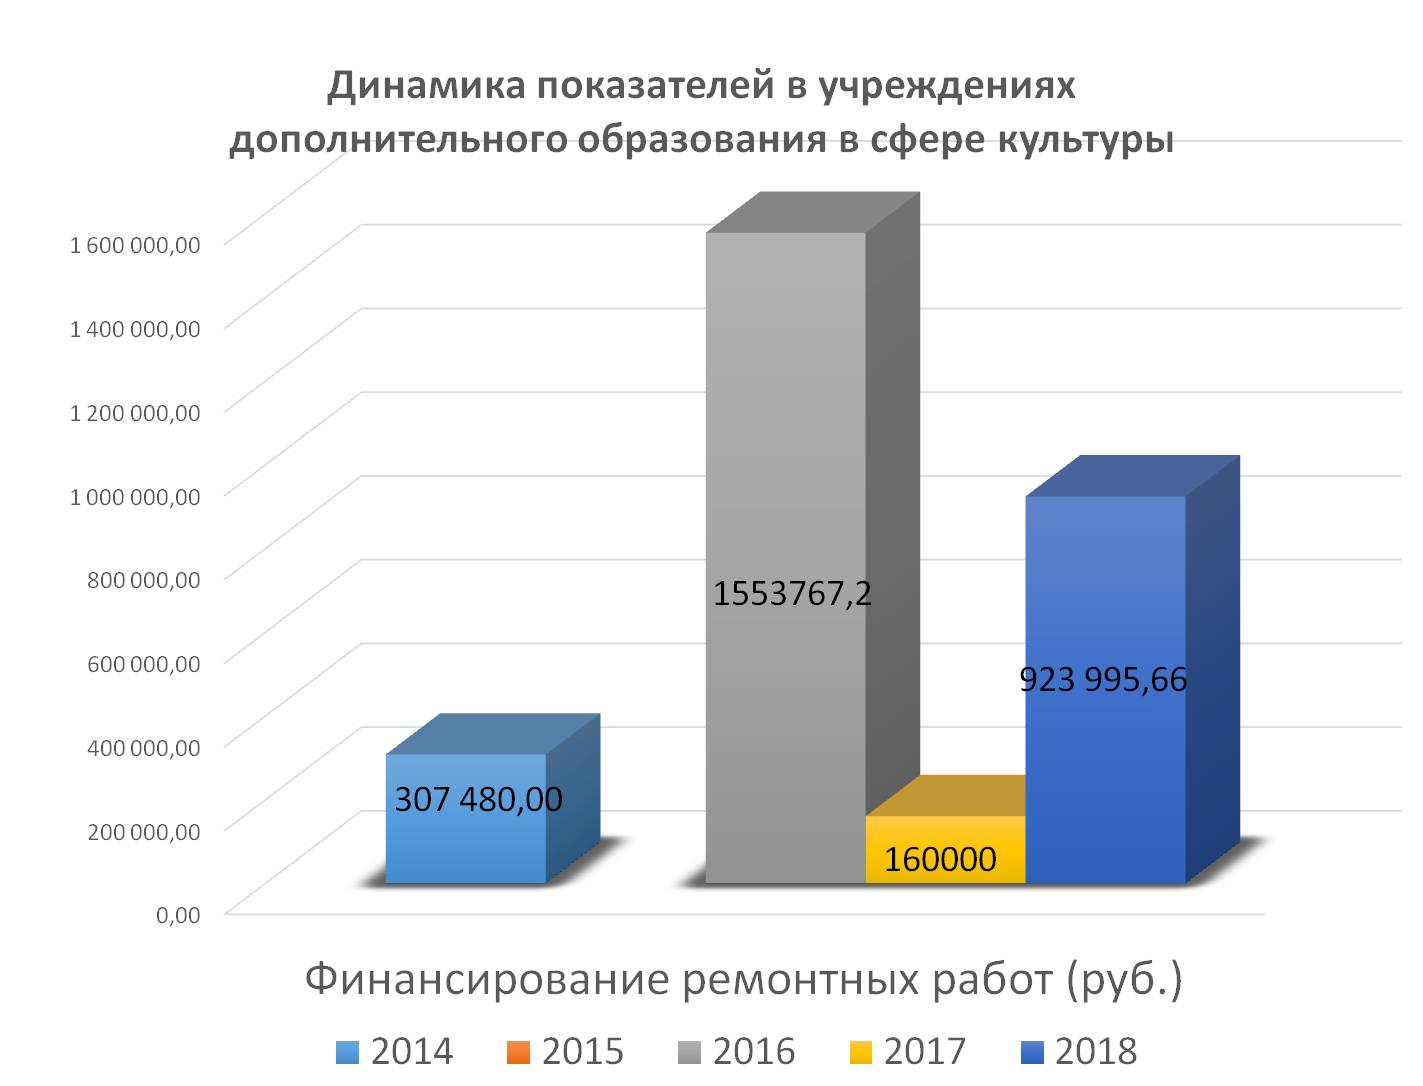 Динамика показателей в учреждениях
дополнительного образования в сфере культуры
1 600 000,00
1 400 000,00
1 200 000,00
1 000 000,00
800 000,00
600 000,00
400 000,00
200 000,00
0,00
307 480,00
1553767,2
160000
923 995,66
Финансирование ремонтных работ (руб.)
2014 2015 2016 2017 2018